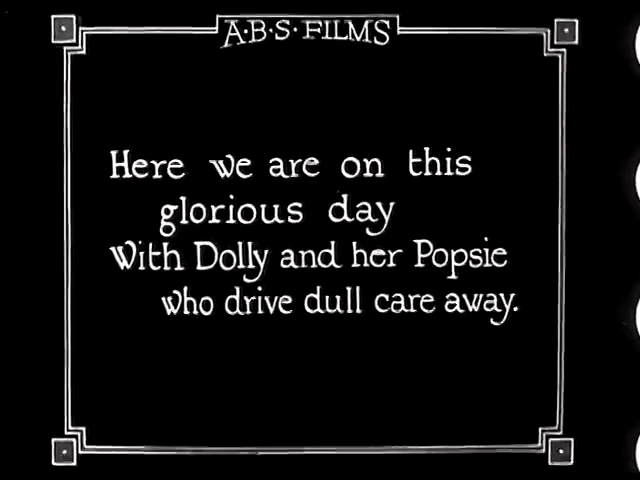 A·B·S· FILMS
Here we are on this
glorious day
With Dolly and her Popsie
who drive dull care away.